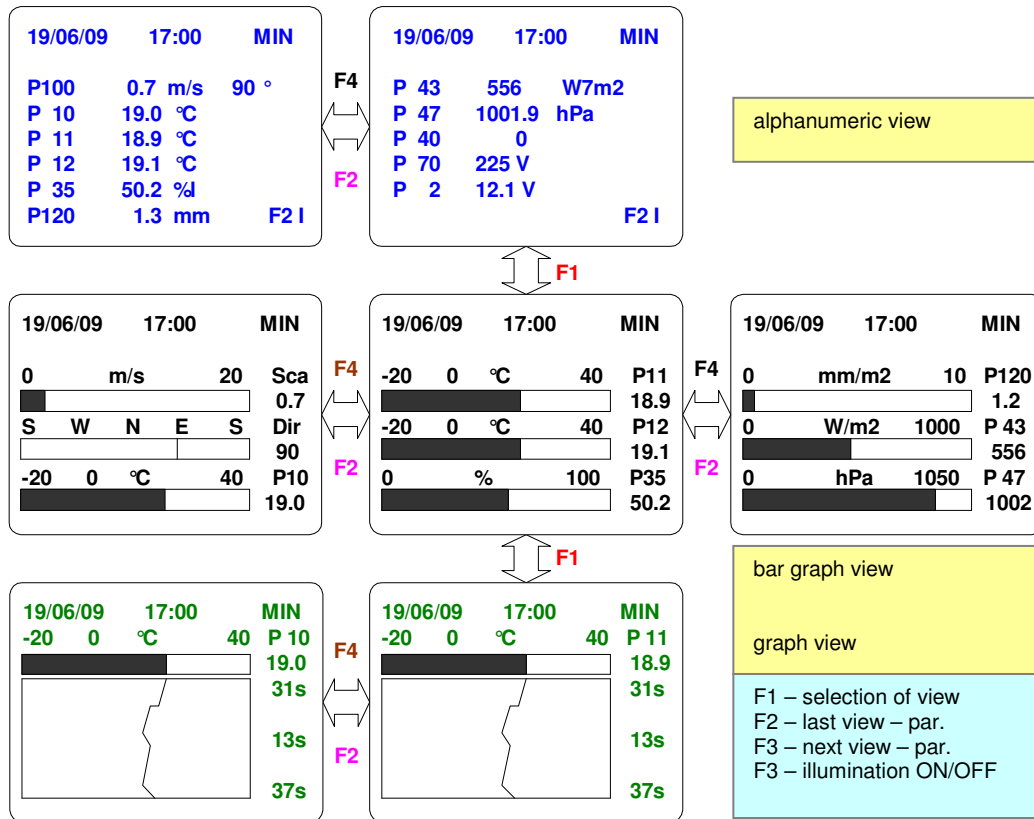 19/06/09 17:00 MIN
P100 0.7 m/s 90 °
P 10 19.0 °C
P 11 18.9 °C
P 12 19.1 °C
P 35 50.2 %I
P120 1.3 mm F2 I
F4
F2
19/06/09 17:00 MIN
P 43 556 W7m2
P 47 1001.9 hPa
P 40 0
P 70 225 V
P 2 12.1 V
F2 I
alphanumeric view
F1
19/06/09 17:00 MIN
0 m/s 20 Sca
0.7
S W N E S Dir
90
-20 0 °C 40 P10
19.0
F4
F2
19/06/09 17:00 MIN
-20 0 °C 40 P11
18.9
-20 0 °C 40 P12
19.1
0 % 100 P35
50.2
F4
F2
19/06/09 17:00 MIN
0 mm/m2 10 P120
1.2
0 W/m2 1000 P 43
556
0 hPa 1050 P 47
1002
F1
bar graph view
graph view
19/06/09 17:00 MIN
-20 0 °C 40 P 10
19.0
31s
13s
37s
F4
F2
19/06/09 17:00 MIN
-20 0 °C 40 P 11
18.9
31s
13s
37s
F1 – selection of view
F2 – last view – par.
F3 – next view – par.
F3 – illumination ON/OFF